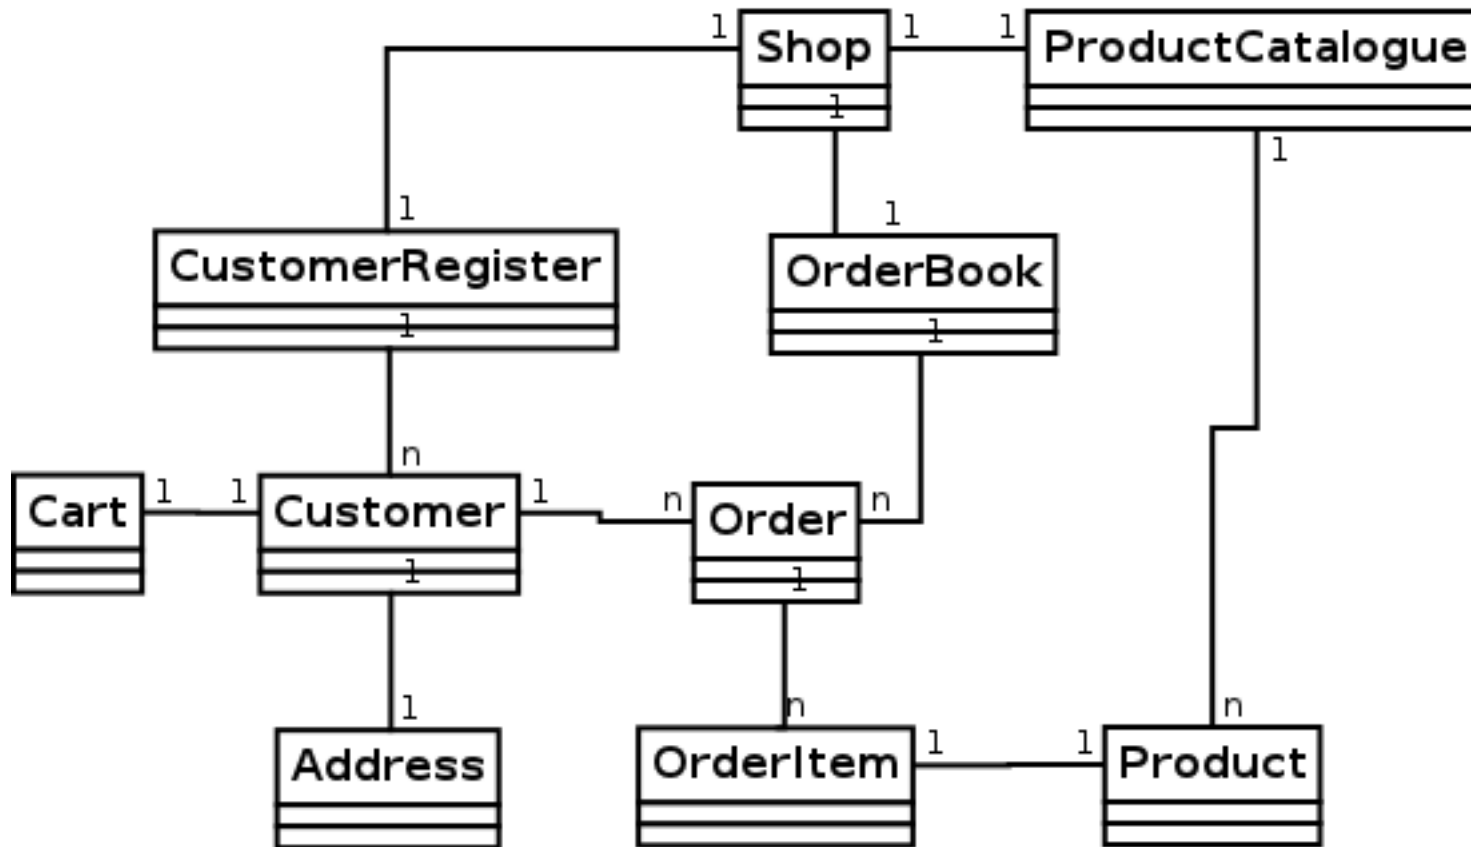 1 Shop 1 1 ProductCatalogue
1
1
1 1
CustomerRegister OrderBook
1 1
n
Cart 1 1 Customer 1 n Order n
1 1
1 n n
Address OrderItem 1 1 Product